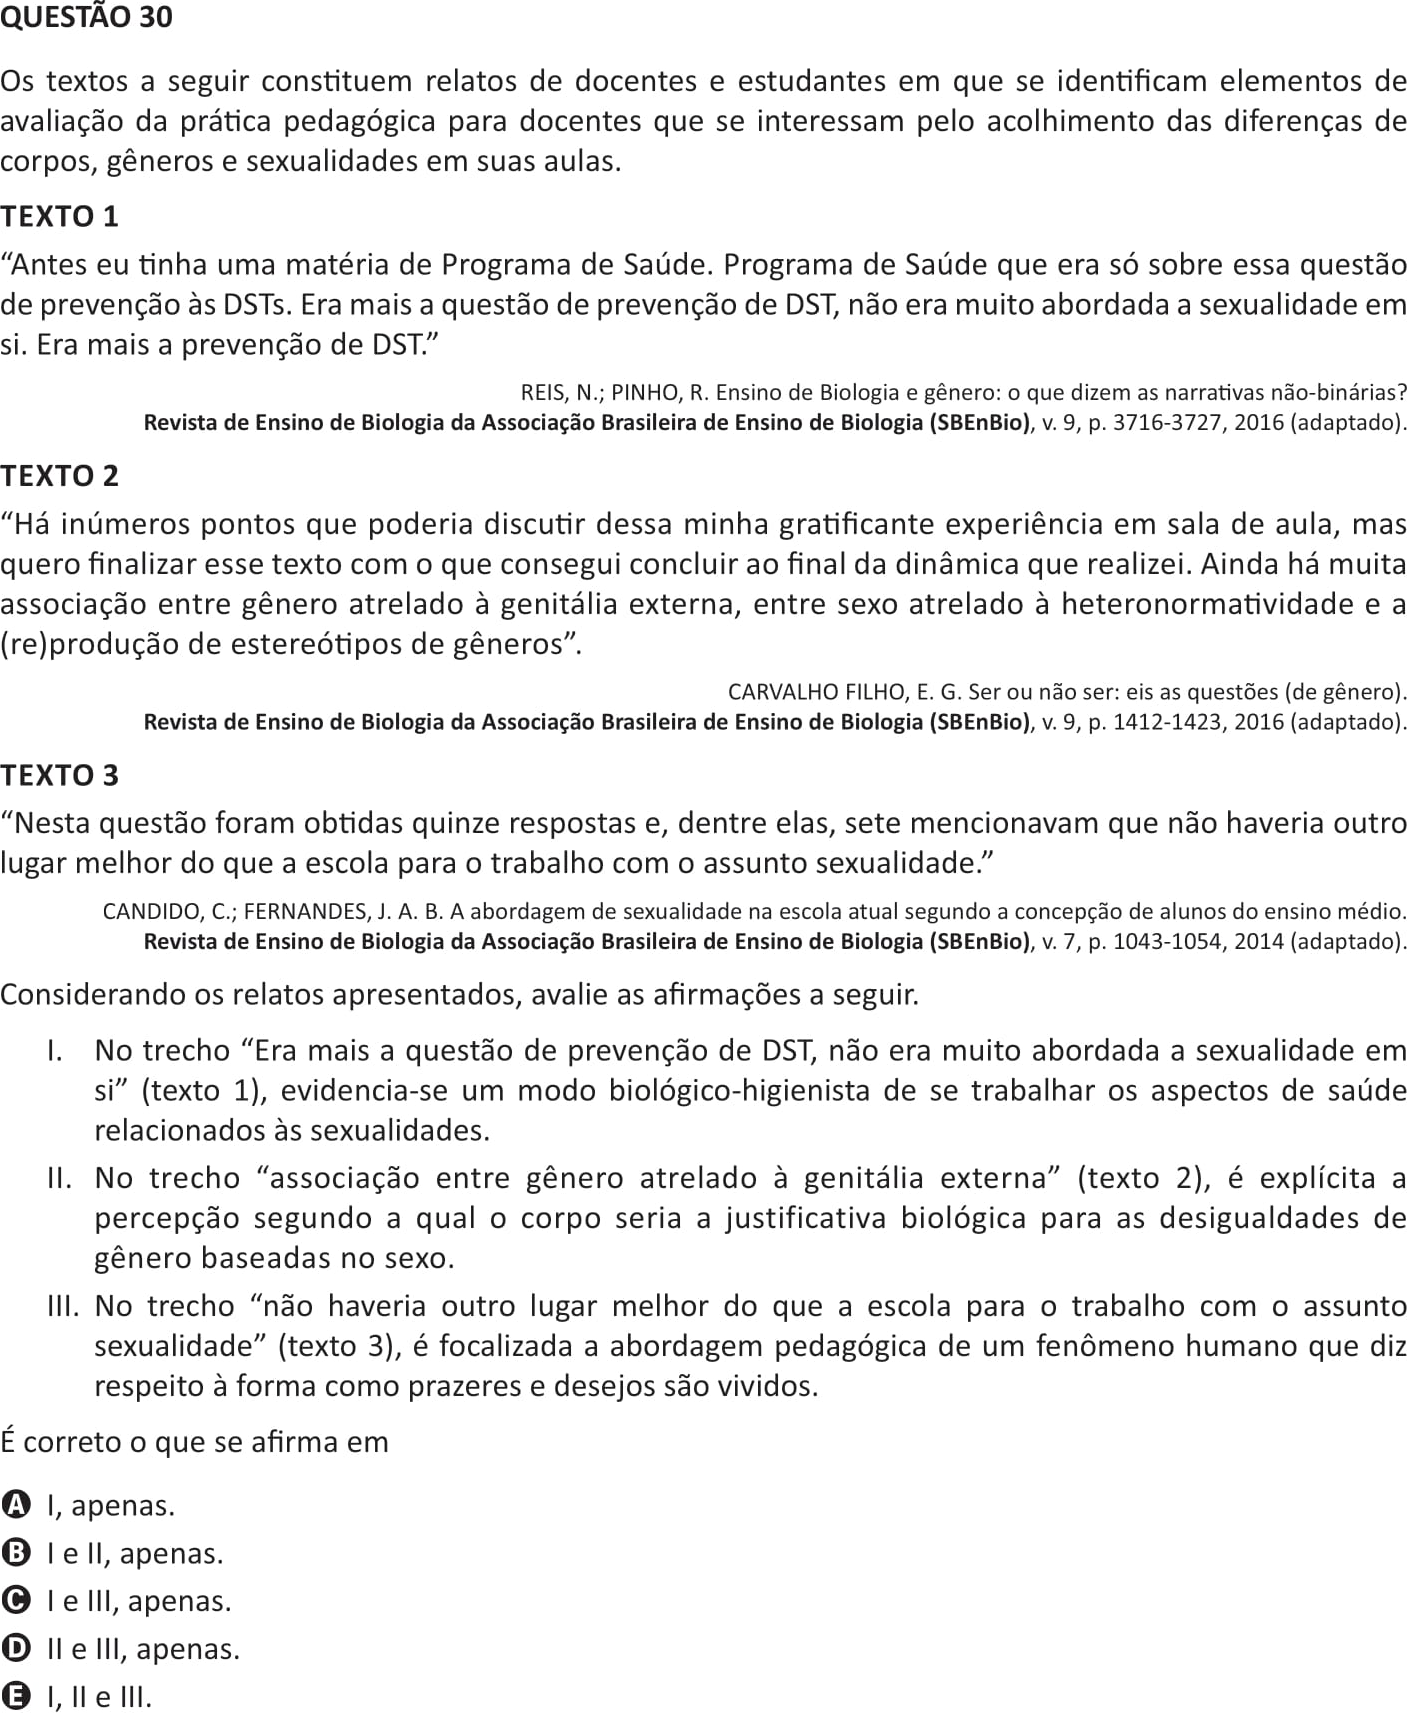 QUESTÃO 30
Os textos a seguir constituem relatos de docentes e estudantes em que se identificam elementos de
avaliação da prática pedagógica para docentes que se interessam pelo acolhimento das diferenças de
corpos, gêneros e sexualidades em suas aulas.
TEXTO 1
“Antes eu tinha uma matéria de Programa de Saúde. Programa de Saúde que era só sobre essa questão
de prevenção às DSTs. Era mais a questão de prevenção de DST, não era muito abordada a sexualidade em
si. Era mais a prevenção de DST.”
REIS, N.; PINHO, R. Ensino de Biologia e gênero: o que dizem as narrativas não-binárias?
Revista de Ensino de Biologia da Associação Brasileira de Ensino de Biologia (SBEnBio), v. 9, p. 3716-3727, 2016 (adaptado).
TEXTO 2
“Há inúmeros pontos que poderia discutir dessa minha gratificante experiência em sala de aula, mas
quero finalizar esse texto com o que consegui concluir ao final da dinâmica que realizei. Ainda há muita
associação entre gênero atrelado à genitália externa, entre sexo atrelado à heteronormatividade e a
(re)produção de estereótipos de gêneros”.
CARVALHO FILHO, E. G. Ser ou não ser: eis as questões (de gênero).
Revista de Ensino de Biologia da Associação Brasileira de Ensino de Biologia (SBEnBio), v. 9, p. 1412-1423, 2016 (adaptado).
TEXTO 3
“Nesta questão foram obtidas quinze respostas e, dentre elas, sete mencionavam que não haveria outro
lugar melhor do que a escola para o trabalho com o assunto sexualidade.”
CANDIDO, C.; FERNANDES, J. A. B. A abordagem de sexualidade na escola atual segundo a concepção de alunos do ensino médio.
Revista de Ensino de Biologia da Associação Brasileira de Ensino de Biologia (SBEnBio), v. 7, p. 1043-1054, 2014 (adaptado).
Considerando os relatos apresentados, avalie as afirmações a seguir.
I. No trecho “Era mais a questão de prevenção de DST, não era muito abordada a sexualidade em
si” (texto 1), evidencia-se um modo biológico-higienista de se trabalhar os aspectos de saúde
relacionados às sexualidades.
II. No trecho “associação entre gênero atrelado à genitália externa” (texto 2), é explícita a
percepção segundo a qual o corpo seria a justificativa biológica para as desigualdades de
gênero baseadas no sexo.
III. No trecho “não haveria outro lugar melhor do que a escola para o trabalho com o assunto
sexualidade” (texto 3), é focalizada a abordagem pedagógica de um fenômeno humano que diz
respeito à forma como prazeres e desejos são vividos.
É correto o que se afirma em
A I, apenas.
B I e II, apenas.
C I e III, apenas.
D II e III, apenas.
E I, II e III.